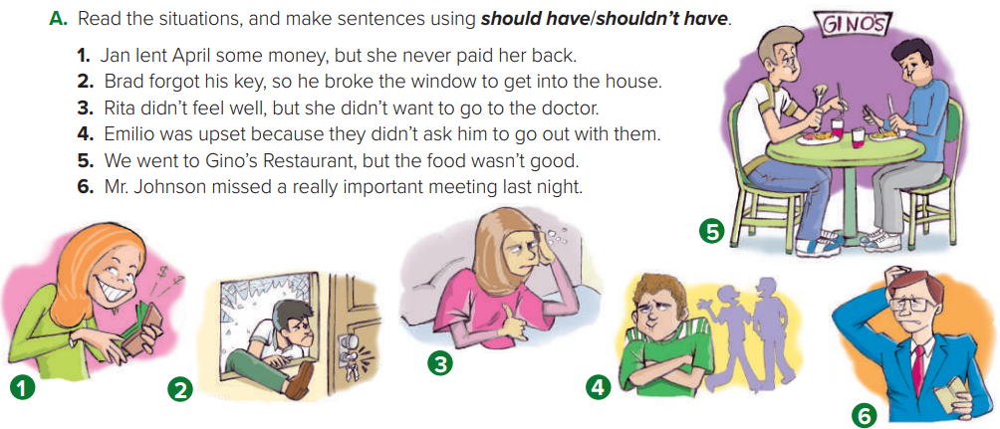 A. Read the situations, and make sentences using should have/shouldn’t have.
1. Jan lent April some money, but she never paid her back.
2. Brad forgot his key, so he broke the window to get into the house.
3. Rita didn’t feel well, but she didn’t want to go to the doctor.
4. Emilio was upset because they didn’t ask him to go out with them.
5. We went to Gino’s Restaurant, but the food wasn’t good.
6. Mr. Johnson missed a really important meeting last night.
GINO'S
5
$ $
1
2
3
4
6